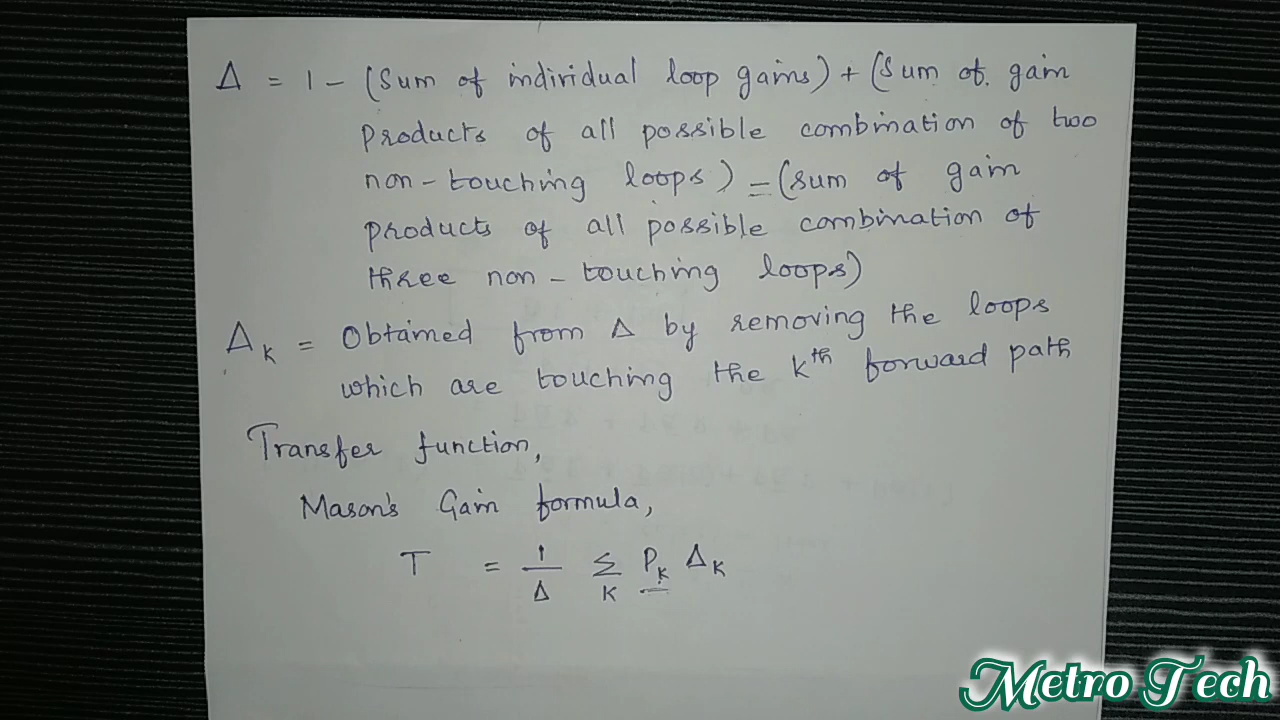 Δ = 1 - (Sum of individual loop gains) + (Sum of. gain
products of all possible combination of two
non-touching loops) = (sum of gain
products of all possible combination of
three non-touching loops)
Δ_K = Obtained from Δ by removing the loops
which are touching the K^th forward path
Transfer function,
Mason's Gain formula,
T = 1/Δ Σ_K P_K Δ_K
Metro Tech